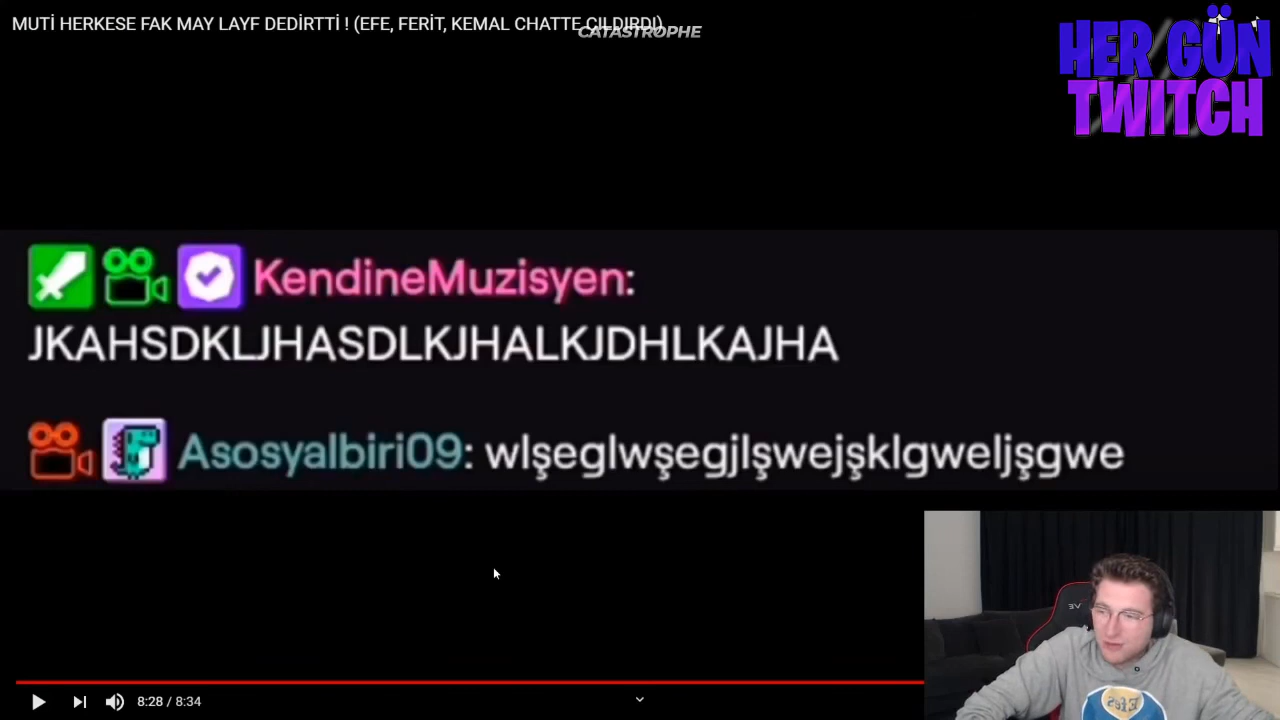 MUTİ HERKESE FAK MAY LAYF DEDİRTTİ ! (EFE, FERİT, KEMAL CHATTE ÇILDIRDI)
CATASTROPHE
HER GÜN
TWITCH
KendineMuzisyen:
JKAHSDKLJHASDLKJHALKJDHLKAJHA
Asosyalbiri09: wlşeglwşegjlşwejşklgweljşgwe
8:28 / 8:34